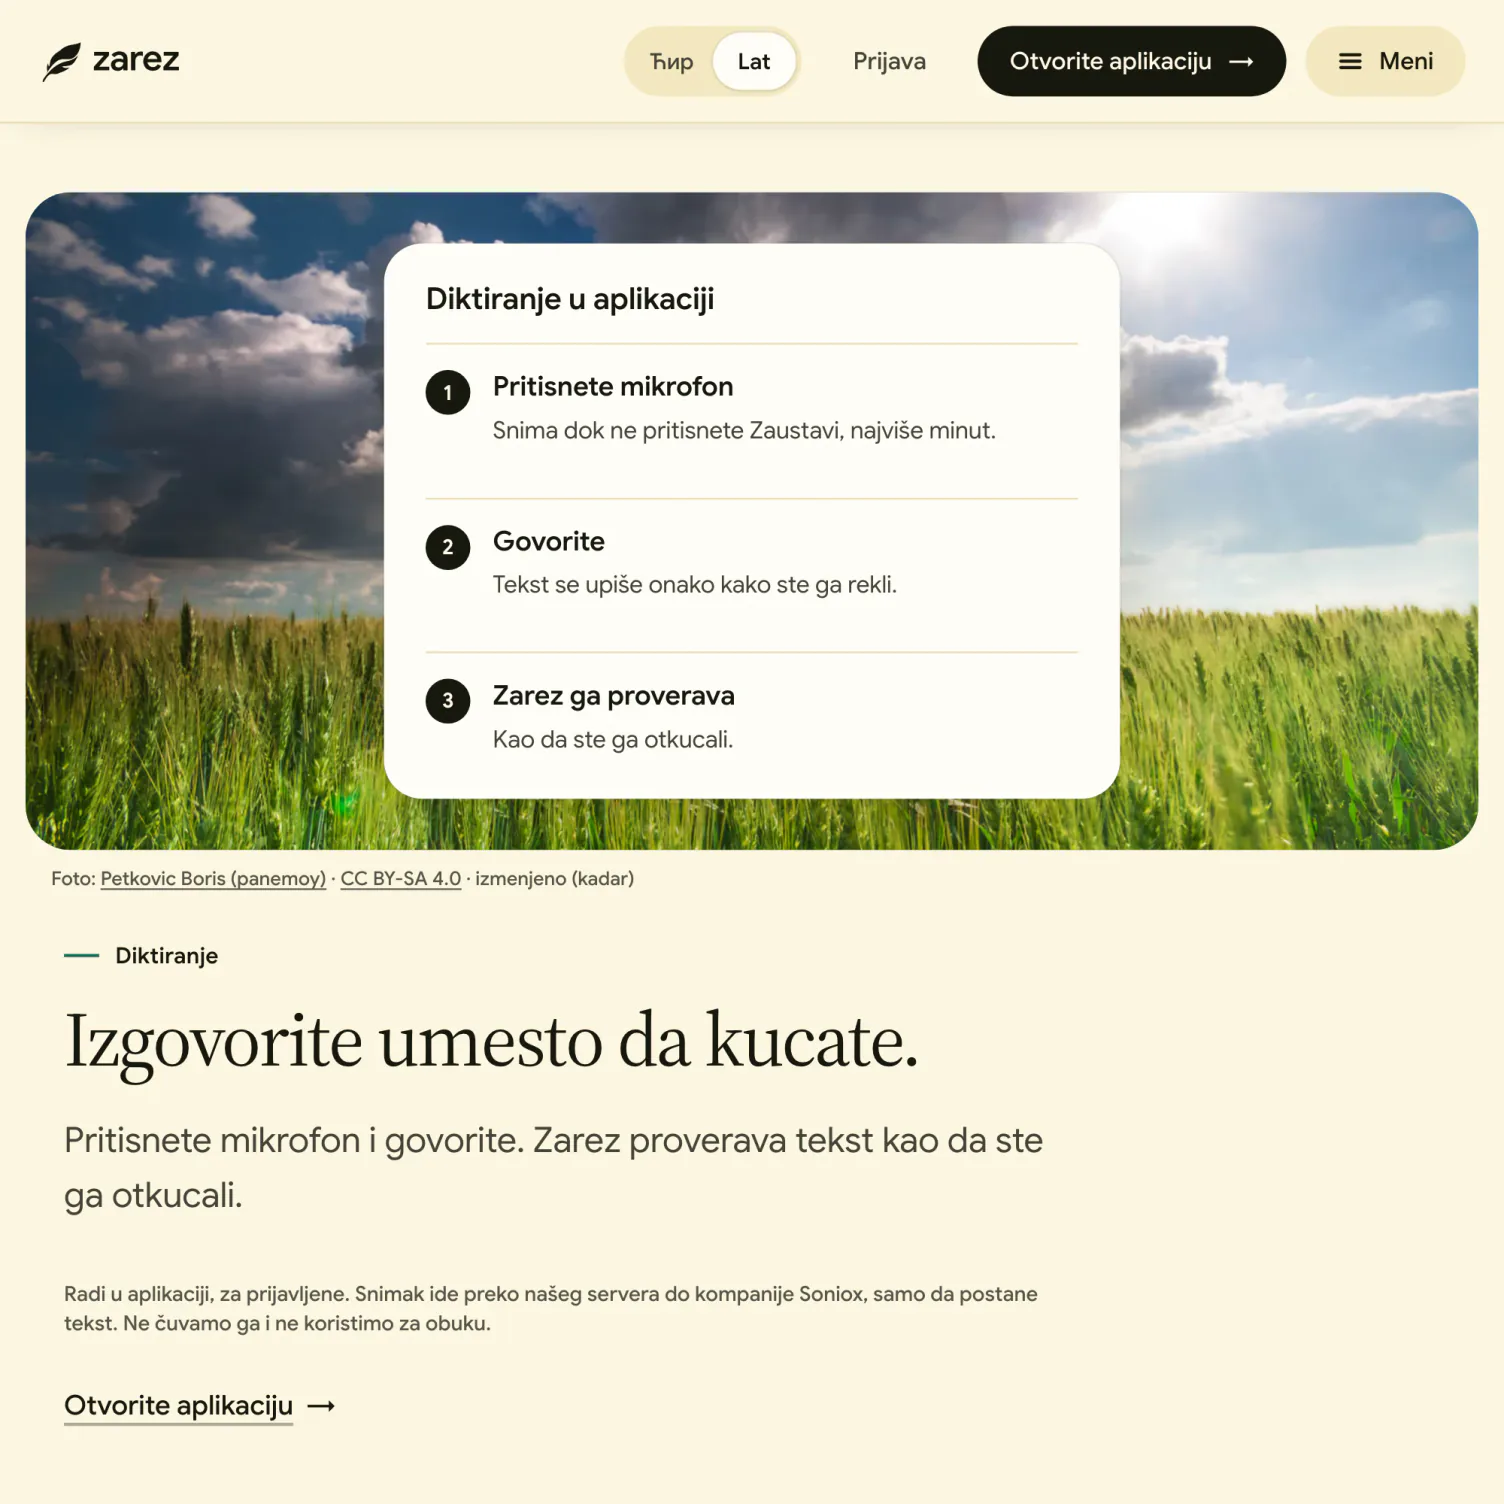 zarez
Ћир
Lat
Prijava
Otvorite aplikaciju →
Meni
Diktiranje u aplikaciji
1
Pritisnete mikrofon
Snima dok ne pritisnete Zaustavi, najviše minut.
2
Govorite
Tekst se upiše onako kako ste ga rekli.
3
Zarez ga proverava
Kao da ste ga otkucali.
Foto: Petkovic Boris (panemoy) · CC BY-SA 4.0 · izmenjeno (kadar)
Diktiranje
Izgovorite umesto da kucate.
Pritisnete mikrofon i govorite. Zarez proverava tekst kao da ste
ga otkucali.
Radi u aplikaciji, za prijavljene. Snimak ide preko našeg servera do kompanije Soniox, samo da postane
tekst. Ne čuvamo ga i ne koristimo za obuku.
Otvorite aplikaciju →